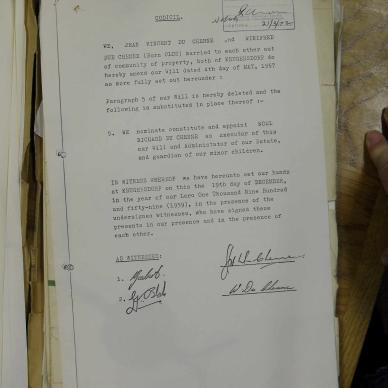 CODICIL.
21/3/
WE, JEAN VINCENT DU CHENNE and WINIFRED
DUE CHENNE (Born OLDS) married to each other out
of community of property, both of KRUGERSDORP do
hereby annex our Will dated 4th day of MAY, 1957
as more fully set out hereunder :
Paragraph 5 of our Will is hereby deleted and the
following is substituted in place thereof :-
5. WE nominate constitute and appoint NOEL
RICHARD DU CHENNE as executor of this
our Will and Administrator of our Estate,
and guardian of our minor children.
IN WITNESS WHEREOF we have hereunto set our hands
at KRUGERSDORP on this the 19th day of DECEMBER,
in the year of our Lord One Thousand Nine Hundred
and fifty-nine (1959), in the presence of the
undersigned witnesses, who have signed these
presents in our presence and in the presence of
each other.
AS WITNESSES:
1.
2.
W Du Chenne